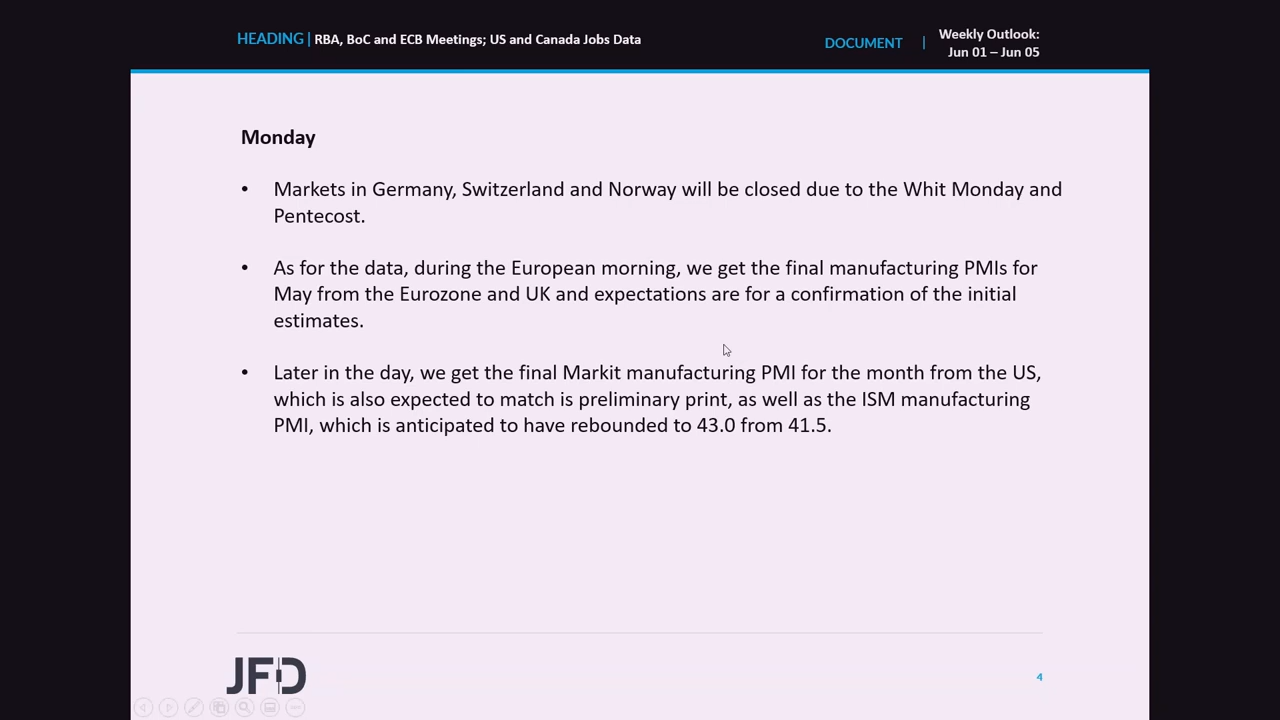 HEADING | RBA, BoC and ECB Meetings; US and Canada Jobs Data
DOCUMENT | Weekly Outlook:
Jun 01 – Jun 05
Monday
• Markets in Germany, Switzerland and Norway will be closed due to the Whit Monday and
Pentecost.
• As for the data, during the European morning, we get the final manufacturing PMIs for
May from the Eurozone and UK and expectations are for a confirmation of the initial
estimates.
• Later in the day, we get the final Markit manufacturing PMI for the month from the US,
which is also expected to match is preliminary print, as well as the ISM manufacturing
PMI, which is anticipated to have rebounded to 43.0 from 41.5.
JFD
4